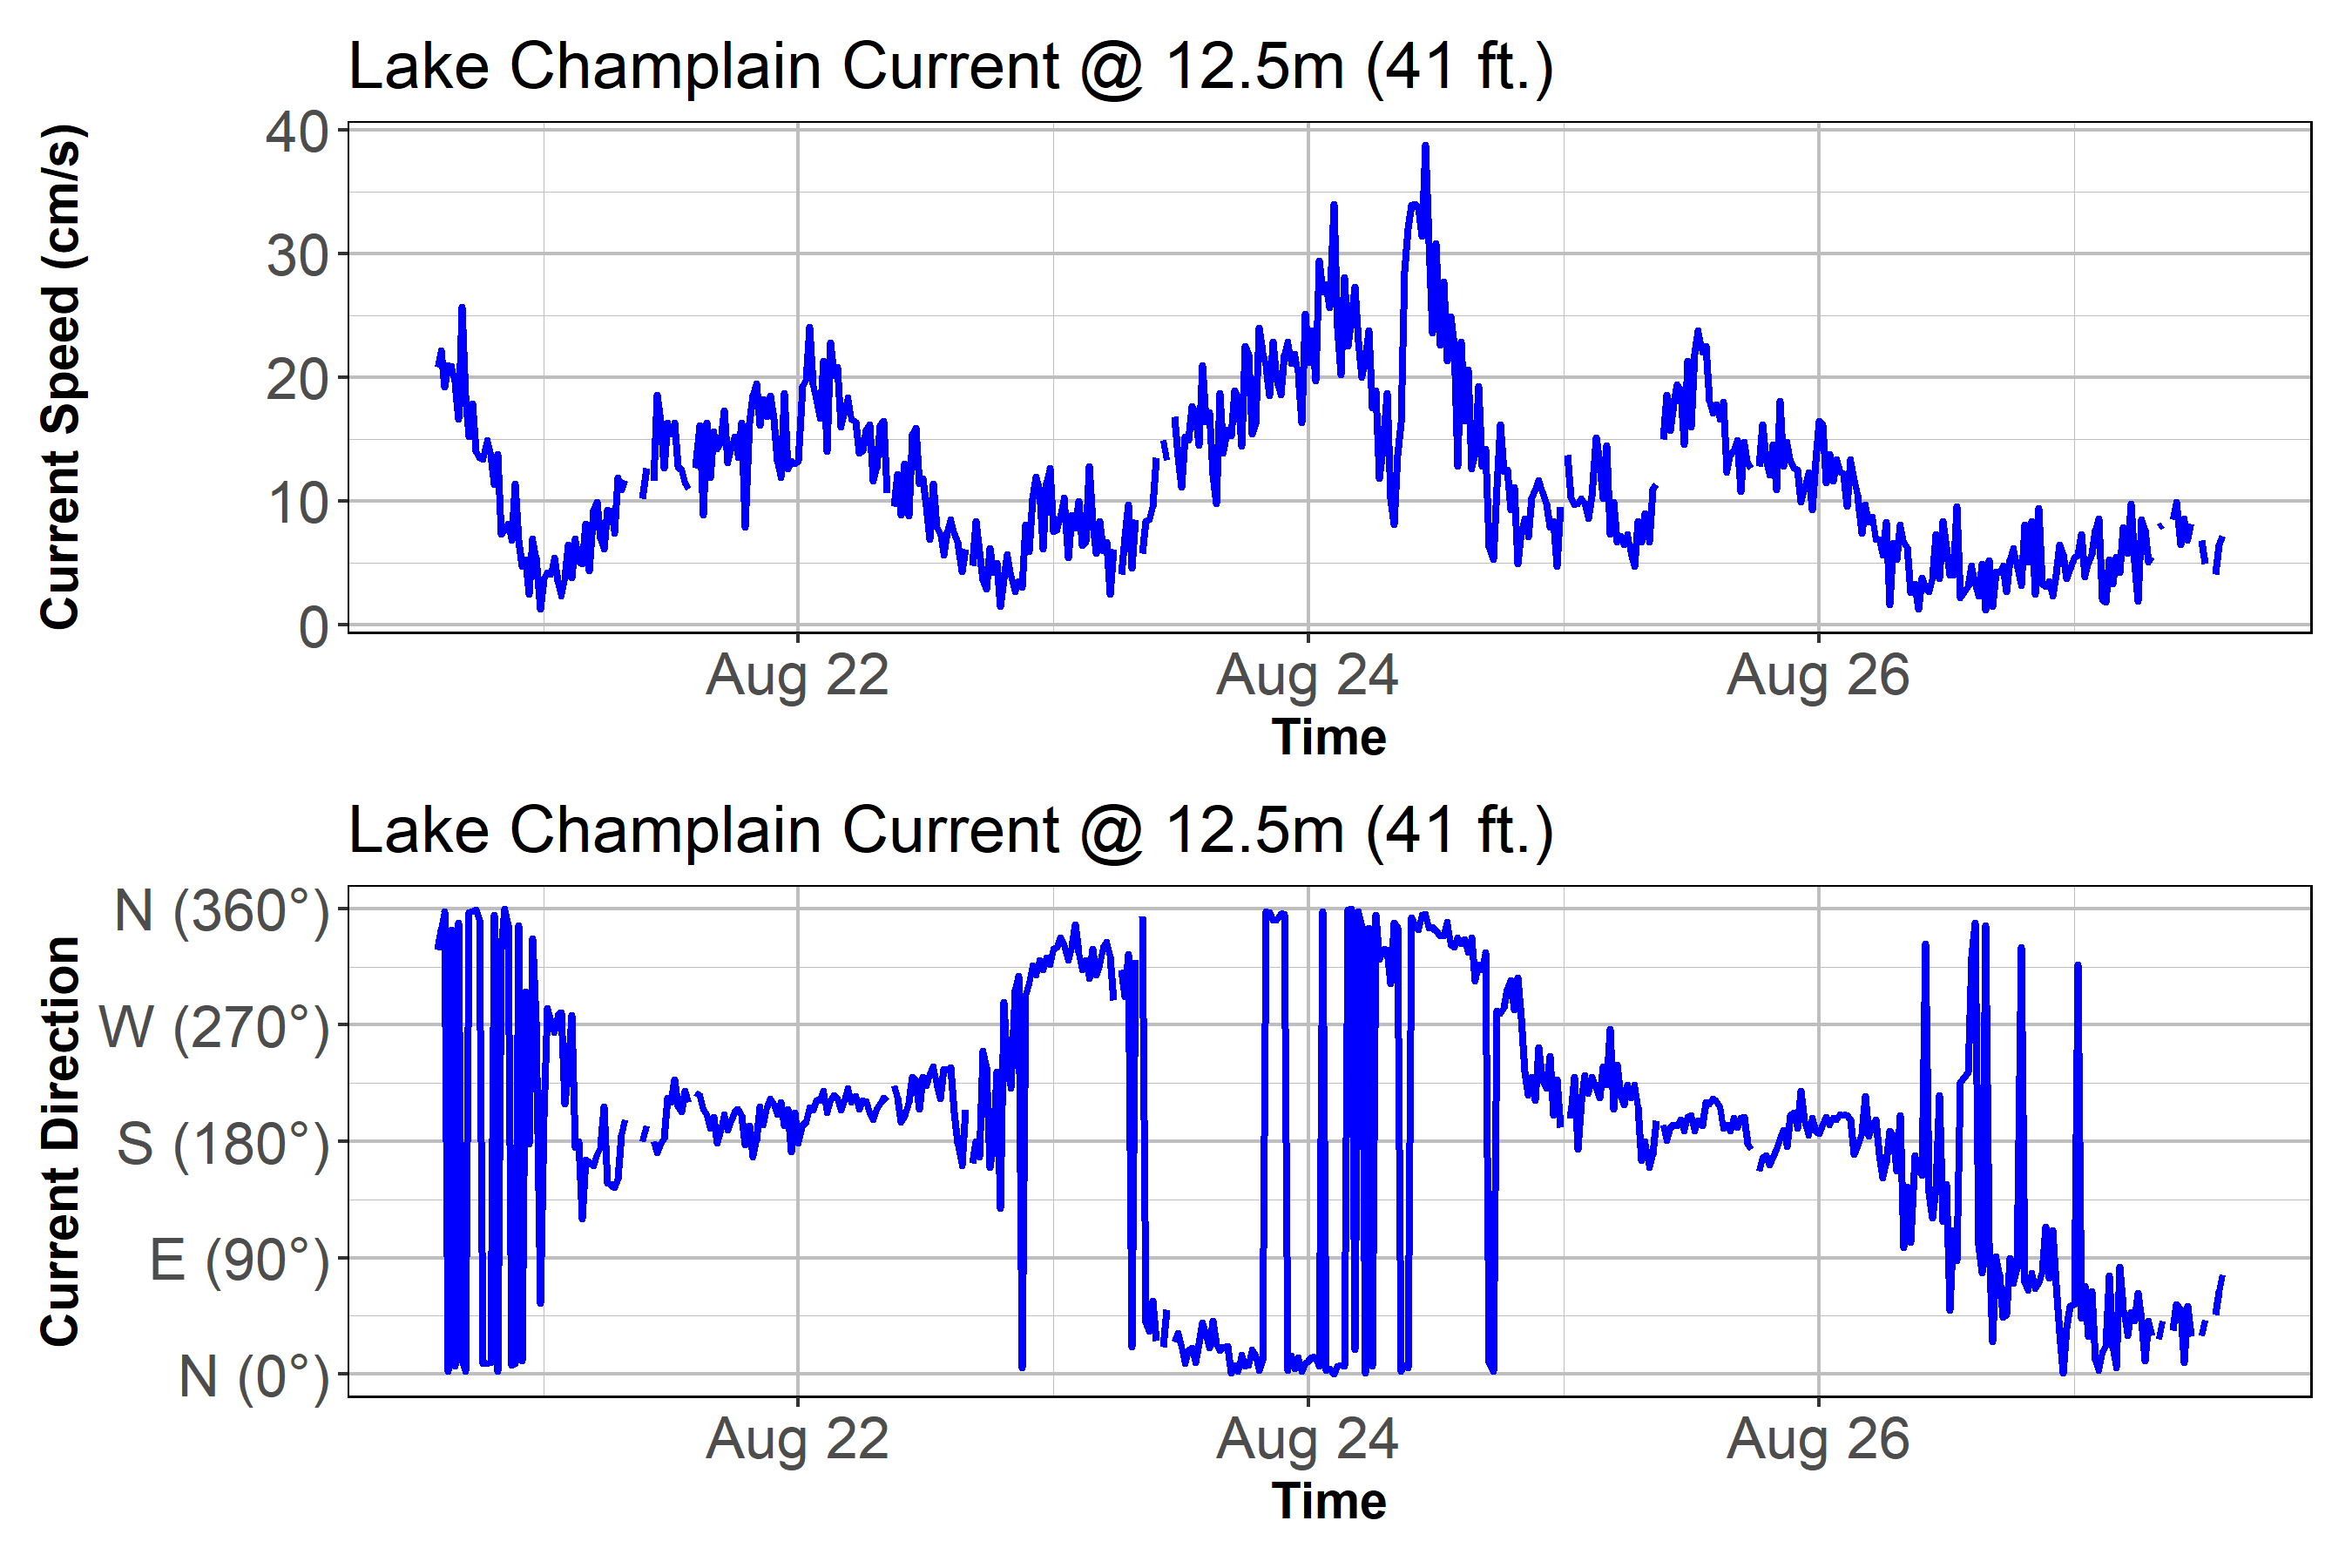 Lake Champlain Current @ 12.5m (41 ft.)
Current Speed (cm/s)
40
30
20
10
0
Aug 22 Aug 24 Aug 26
Time
Lake Champlain Current @ 12.5m (41 ft.)
Current Direction
N (360°)
W (270°)
S (180°)
E (90°)
N (0°)
Aug 22 Aug 24 Aug 26
Time